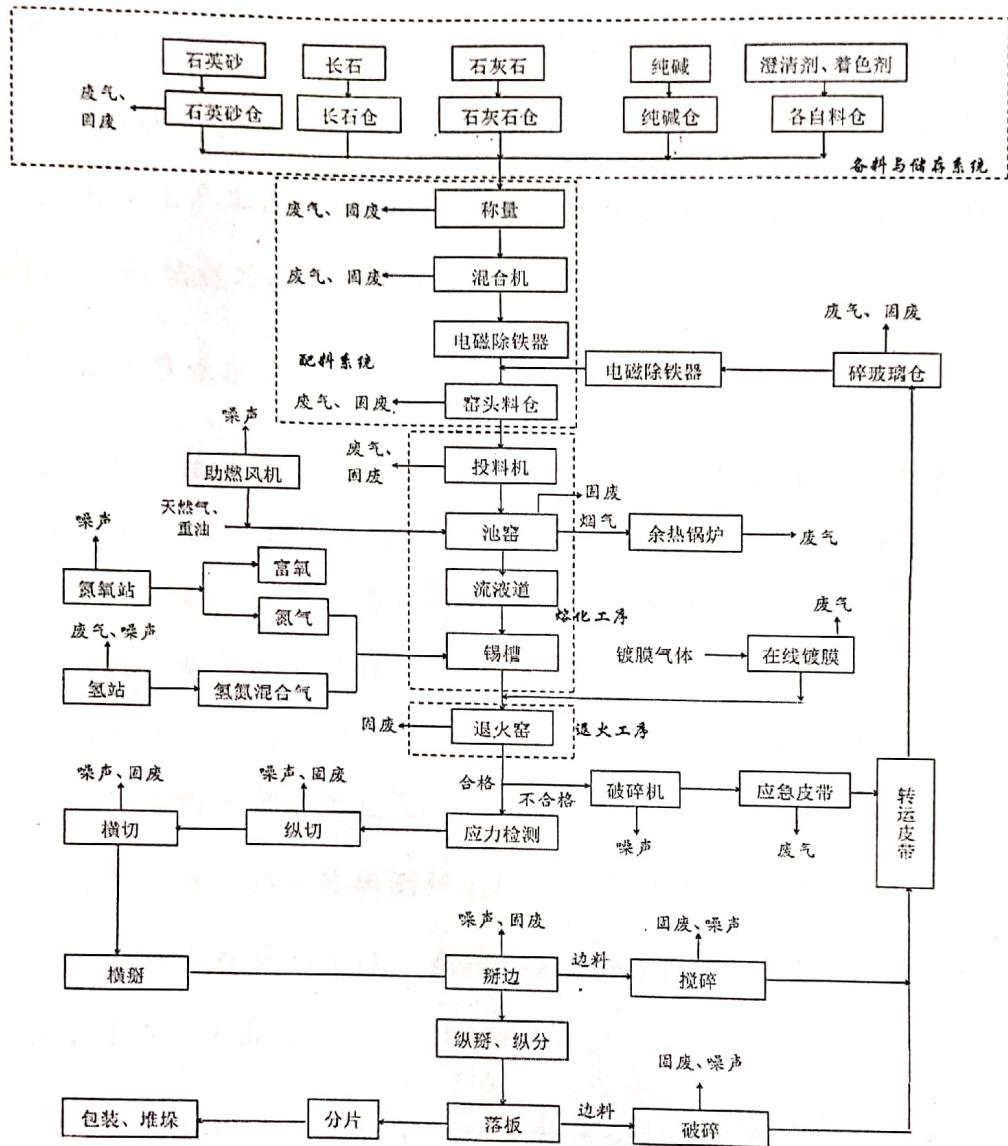 石英砂
长石
石灰石
纯碱
澄清剂、着色剂
废气、
固废
石英砂仓
长石仓
石灰石仓
纯碱仓
各自料仓
备料与储存系统
废气、固废
称量
废气、固废
混合机
电磁除铁器
配料系统
电磁除铁器
废气、固废
碎玻璃仓
废气、固废
窑头料仓
噪声
助燃风机
废气、
固废
投料机
固废
天然气、
重油
池窑
烟气
余热锅炉
废气
噪声
氮氧站
富氧
氮气
流液道
熔化工序
废气、噪声
氢站
氢氮混合气
锡槽
镀膜气体
在线镀膜
废气
固废
退火窑
退火工序
合格
不合格
破碎机
噪声
应急皮带
废气
转运皮带
噪声、固废
横切
噪声、固废
纵切
应力检测
横掰
噪声、固废
掰边
边料
固废、噪声
搅碎
纵掰、纵分
包装、堆垛
分片
落板
边料
固废、噪声
破碎